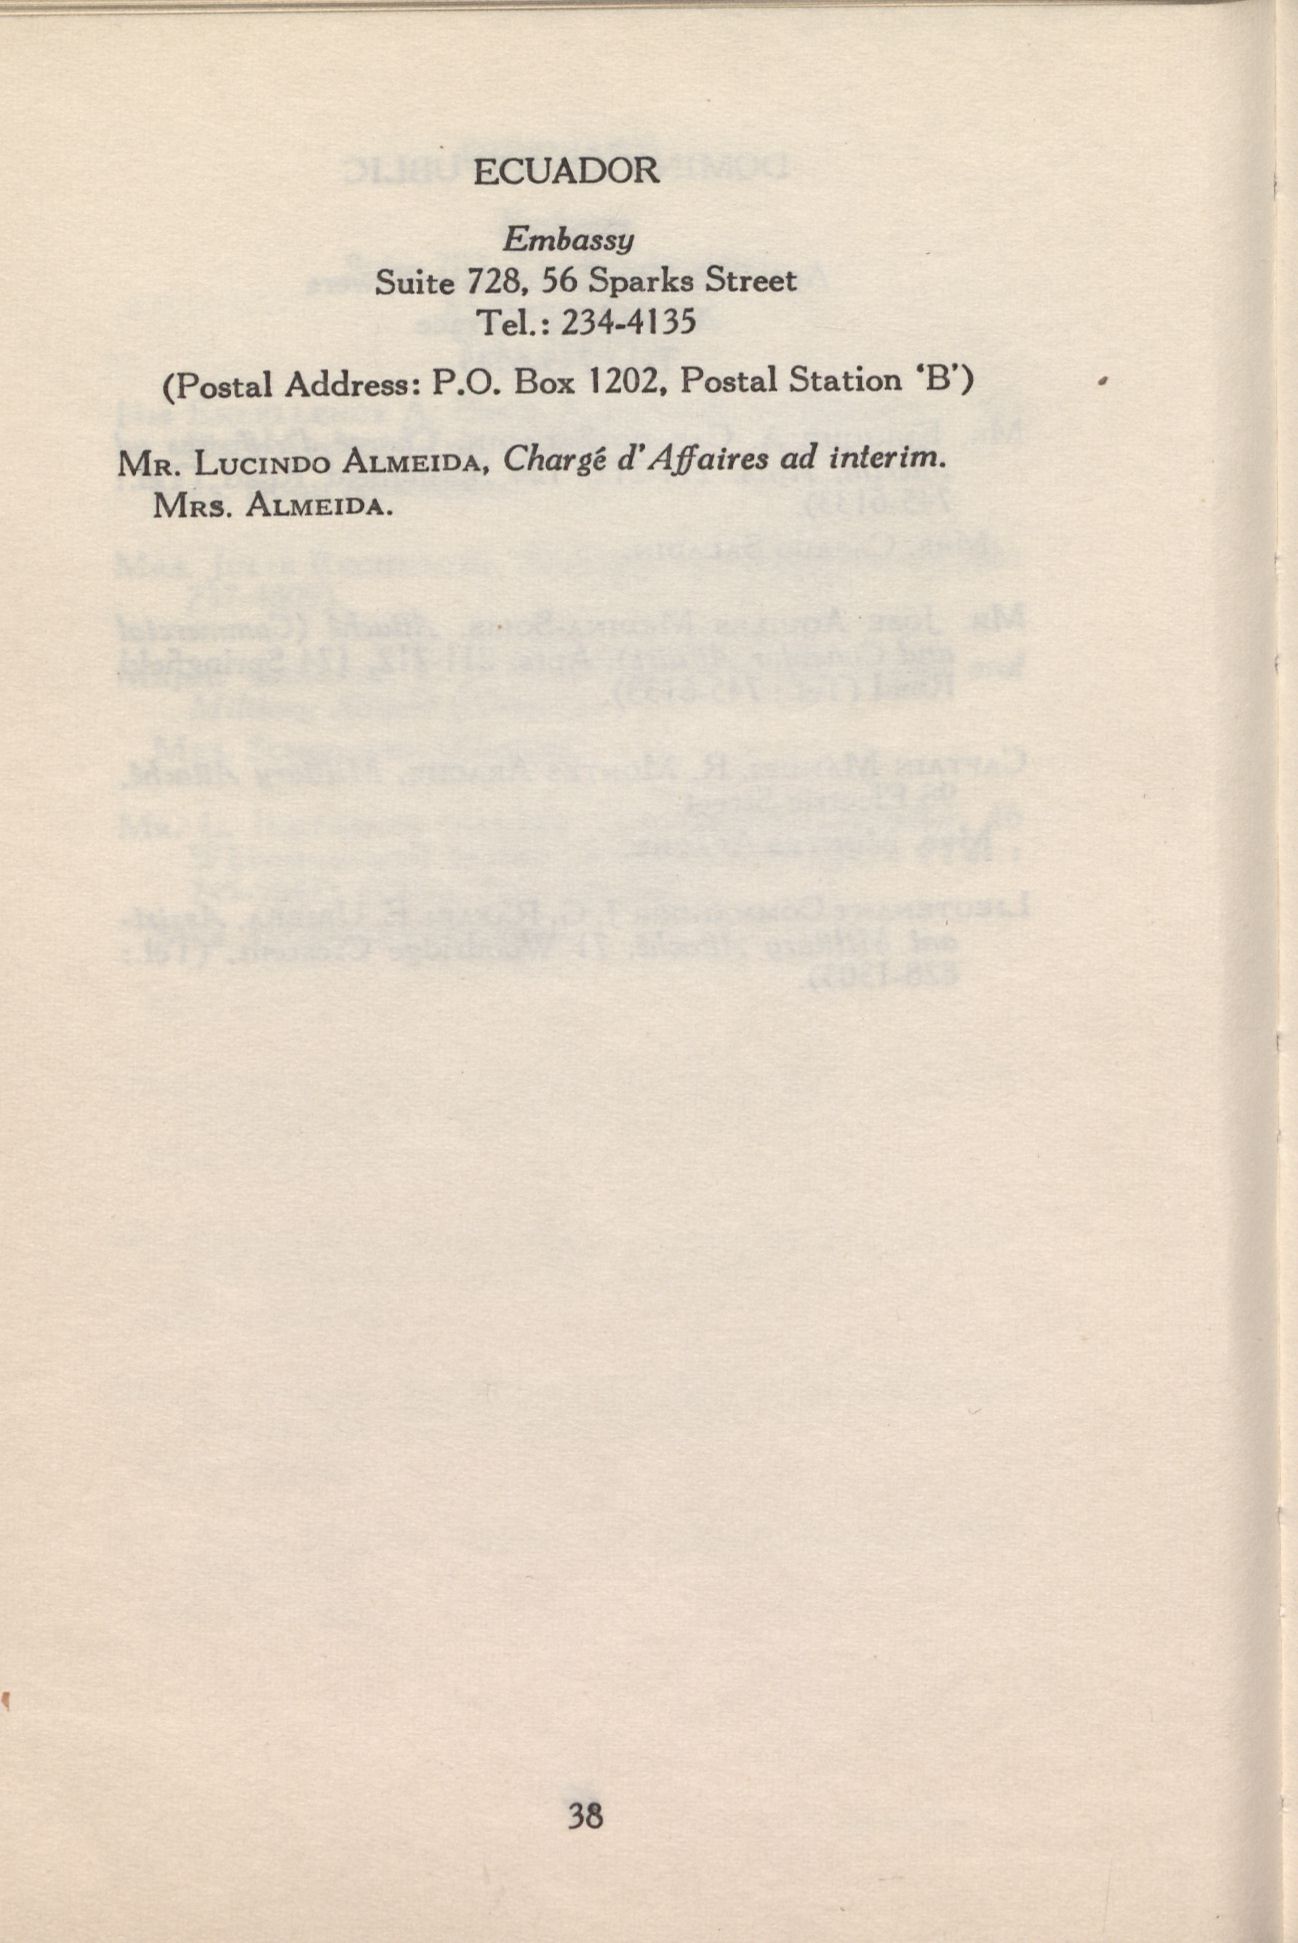 ECUADOR
Embassy
Suite 728, 56 Sparks Street
Tel.: 234-4135
(Postal Address: P.O. Box 1202, Postal Station ‘B’)
MR. LUCINDO ALMEIDA, Chargé d’Affaires ad interim.
MRS. ALMEIDA.
38